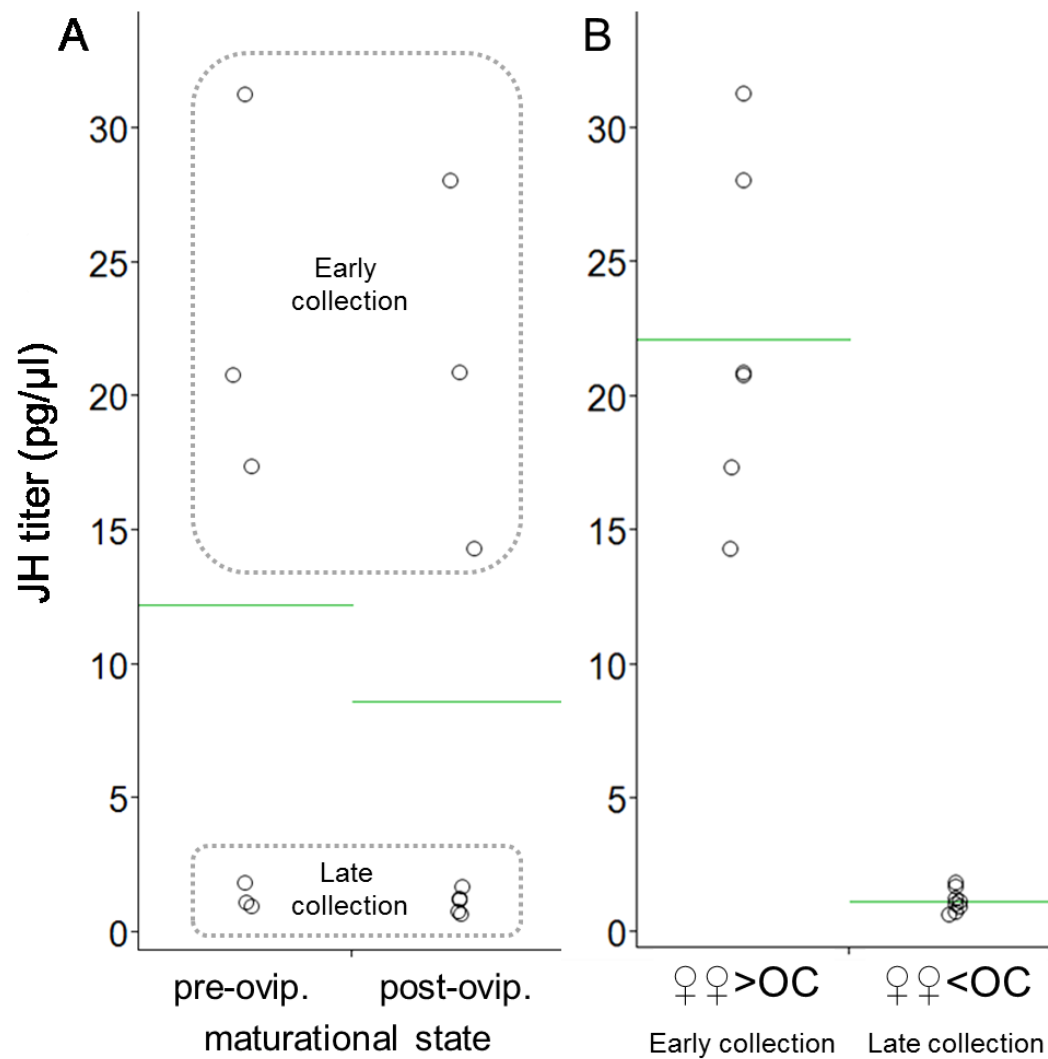 A
B
JH titer (pg/µl)
30
25
20
15
10
5
0
Early
collection
Late
collection
pre-ovip.
post-ovip.
maturational state
30
25
20
15
10
5
0
♀♀>OC
♀♀<OC
Early collection
Late collection